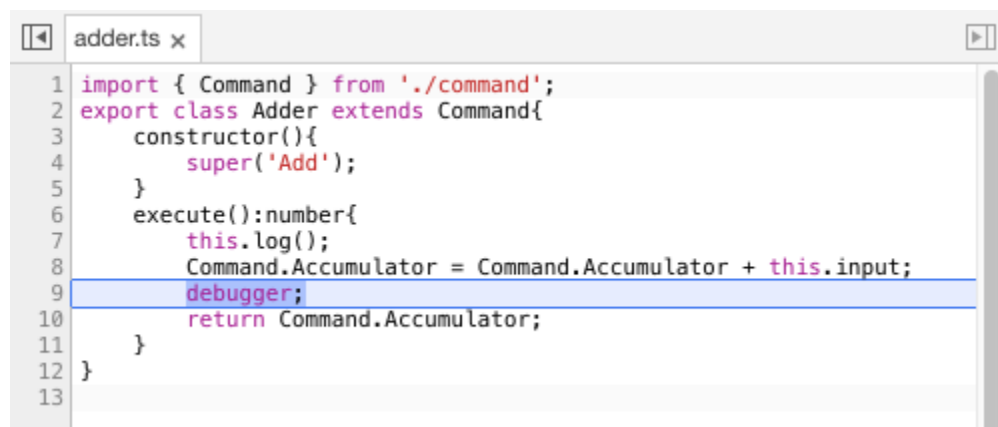 adder.ts ×
1 import { Command } from './command';
2 export class Adder extends Command{
3     constructor(){
4         super('Add');
5     }
6     execute():number{
7         this.log();
8         Command.Accumulator = Command.Accumulator + this.input;
9         debugger;
10         return Command.Accumulator;
11     }
12 }
13